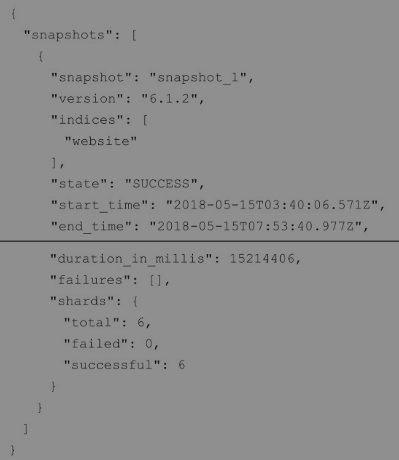 {
"snapshots": [
{
"snapshot": "snapshot_1",
"version": "6.1.2",
"indices": [
"website"
],
"state": "SUCCESS",
"start_time": "2018-05-15T03:40:06.571Z",
"end_time": "2018-05-15T07:53:40.977Z",
"duration_in_millis": 15214406,
"failures": [],
"shards": {
"total": 6,
"failed": 0,
"successful": 6
}
}
]
}